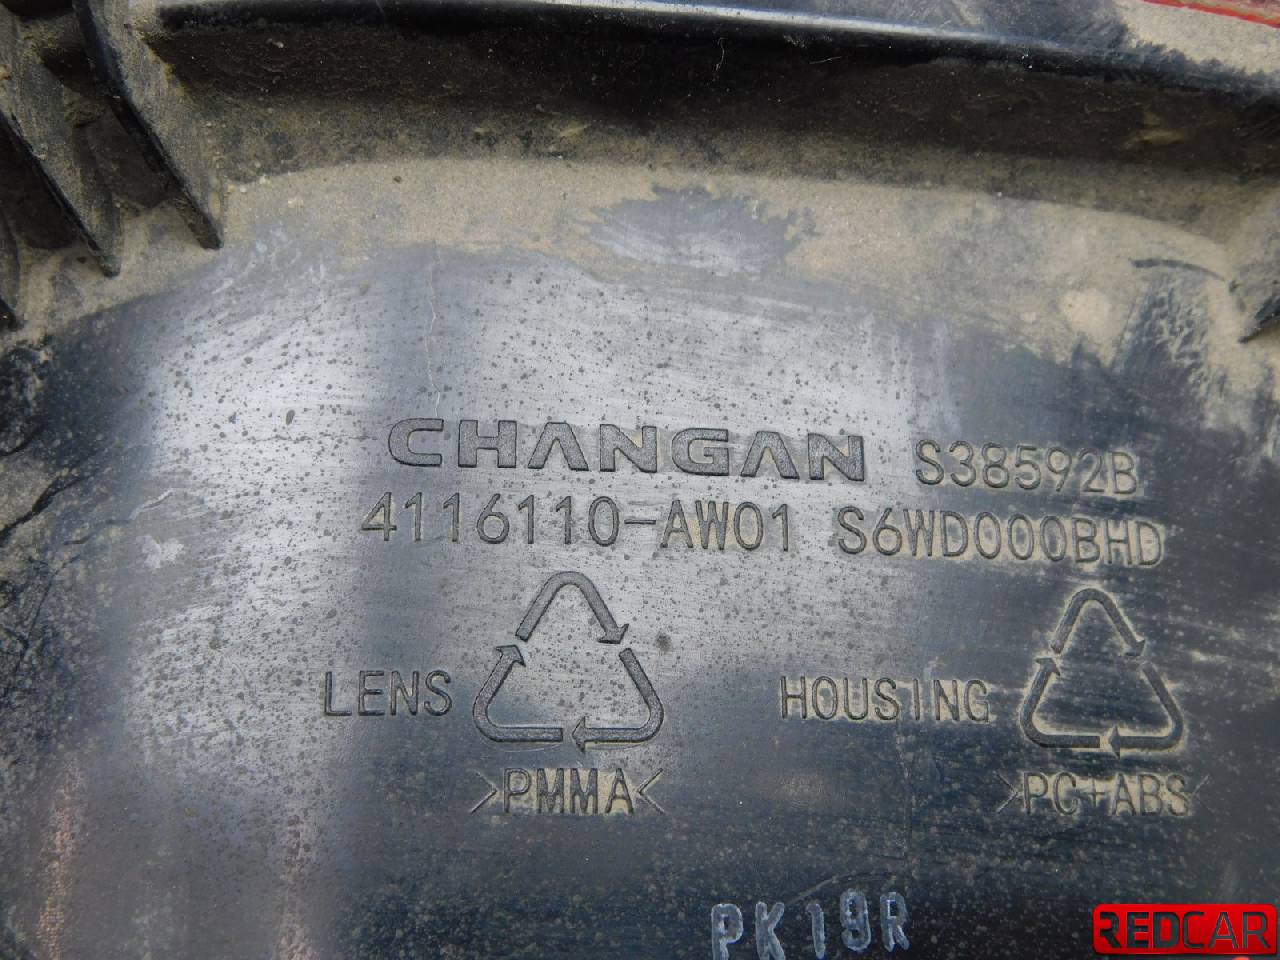 CHANGAN S38592B
4116110-AW01 S6WD000BHD
LENS HOUSING
>PMMA< >PC+ABS<
PK19R
REDCAR